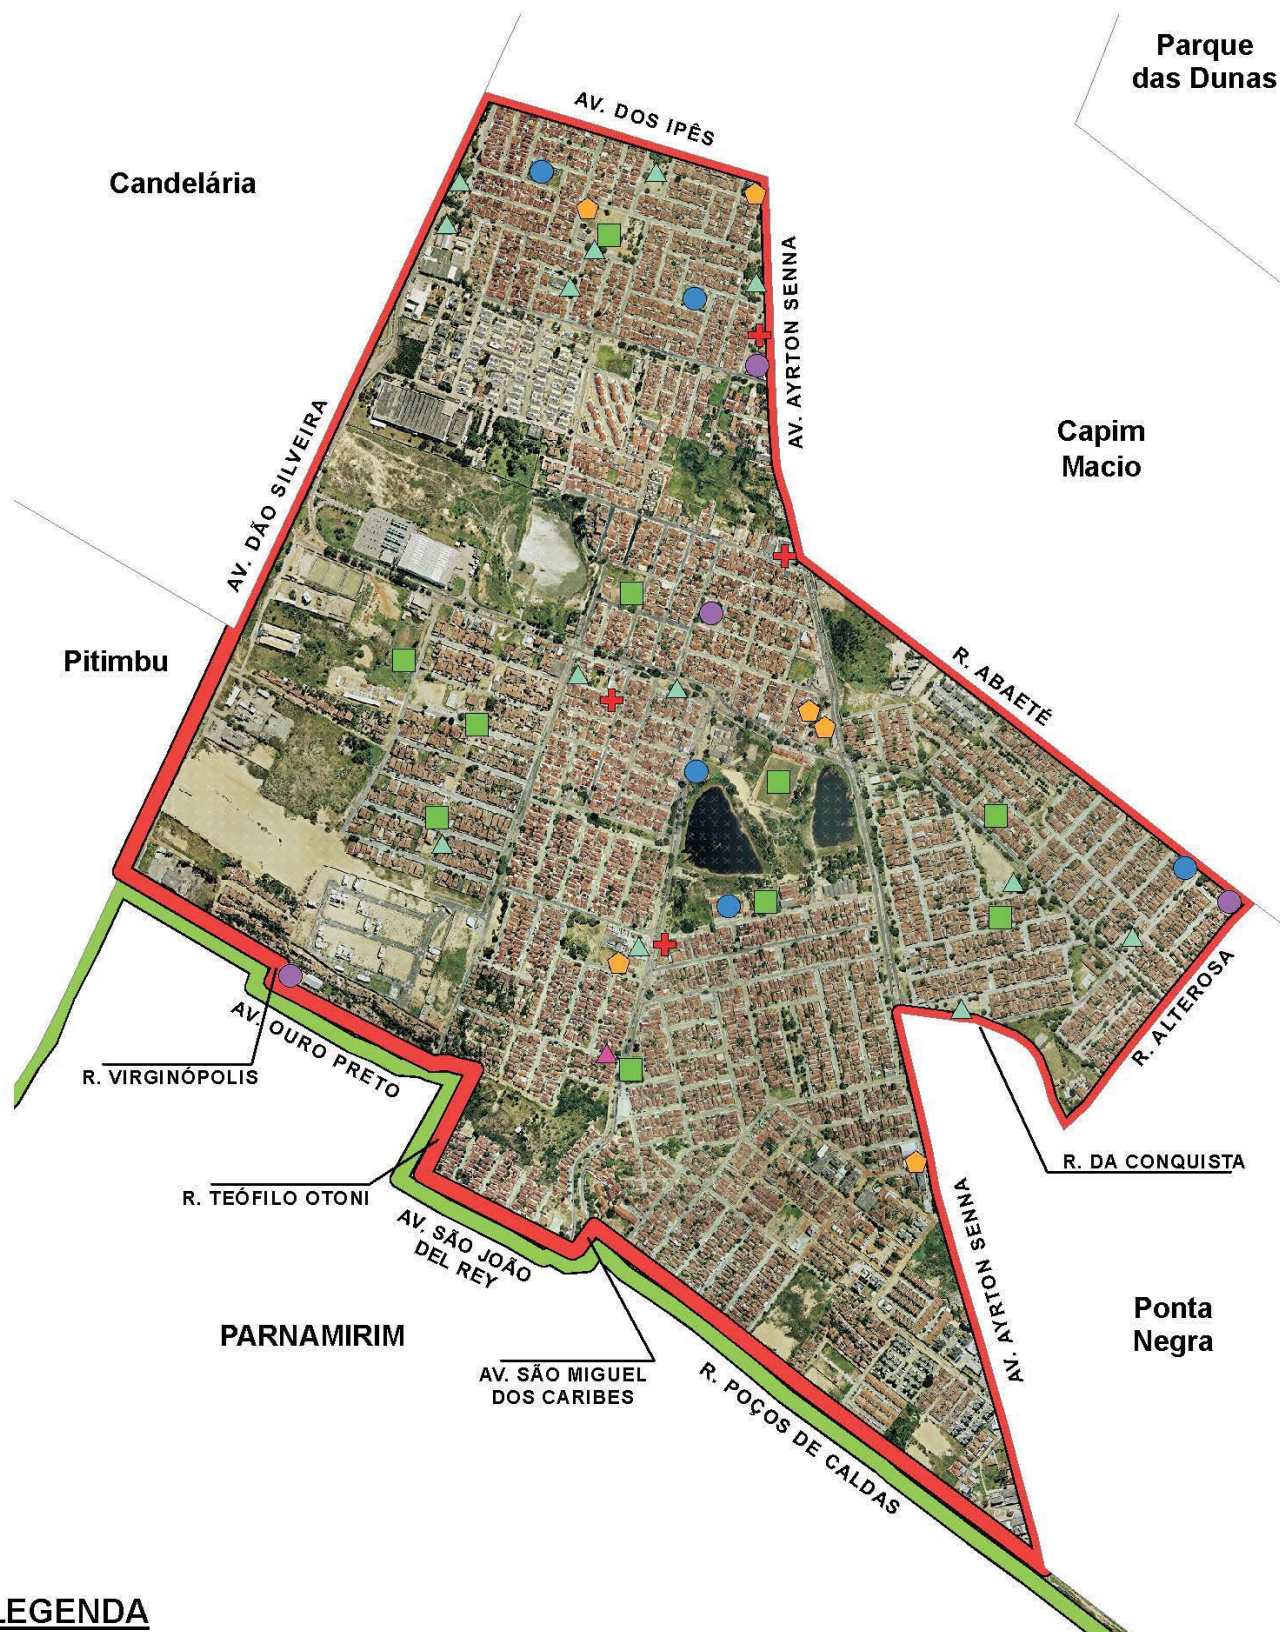 Parque
das Dunas
AV. DOS IPÊS
Candelária
AV. AYRTON SENNA
Capim
Macio
AV. DÃO SILVEIRA
Pitimbu
R. ABAETÉ
R. ALTEROSA
AV. OURO PRETO
R. VIRGINÓPOLIS
R. DA CONQUISTA
R. TEÓFILO OTONI
AV. SÃO JOÃO
DEL REY
AV. AYRTON SENNA
Ponta
Negra
PARNAMIRIM
AV. SÃO MIGUEL
DOS CARIBES
R. POÇOS DE CALDAS
LEGENDA